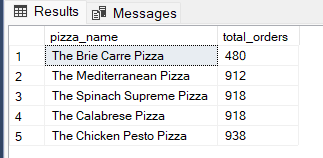 Results Messages
pizza_name total_orders
1 The Brie Carre Pizza 480
2 The Mediterranean Pizza 912
3 The Spinach Supreme Pizza 918
4 The Calabrese Pizza 918
5 The Chicken Pesto Pizza 938